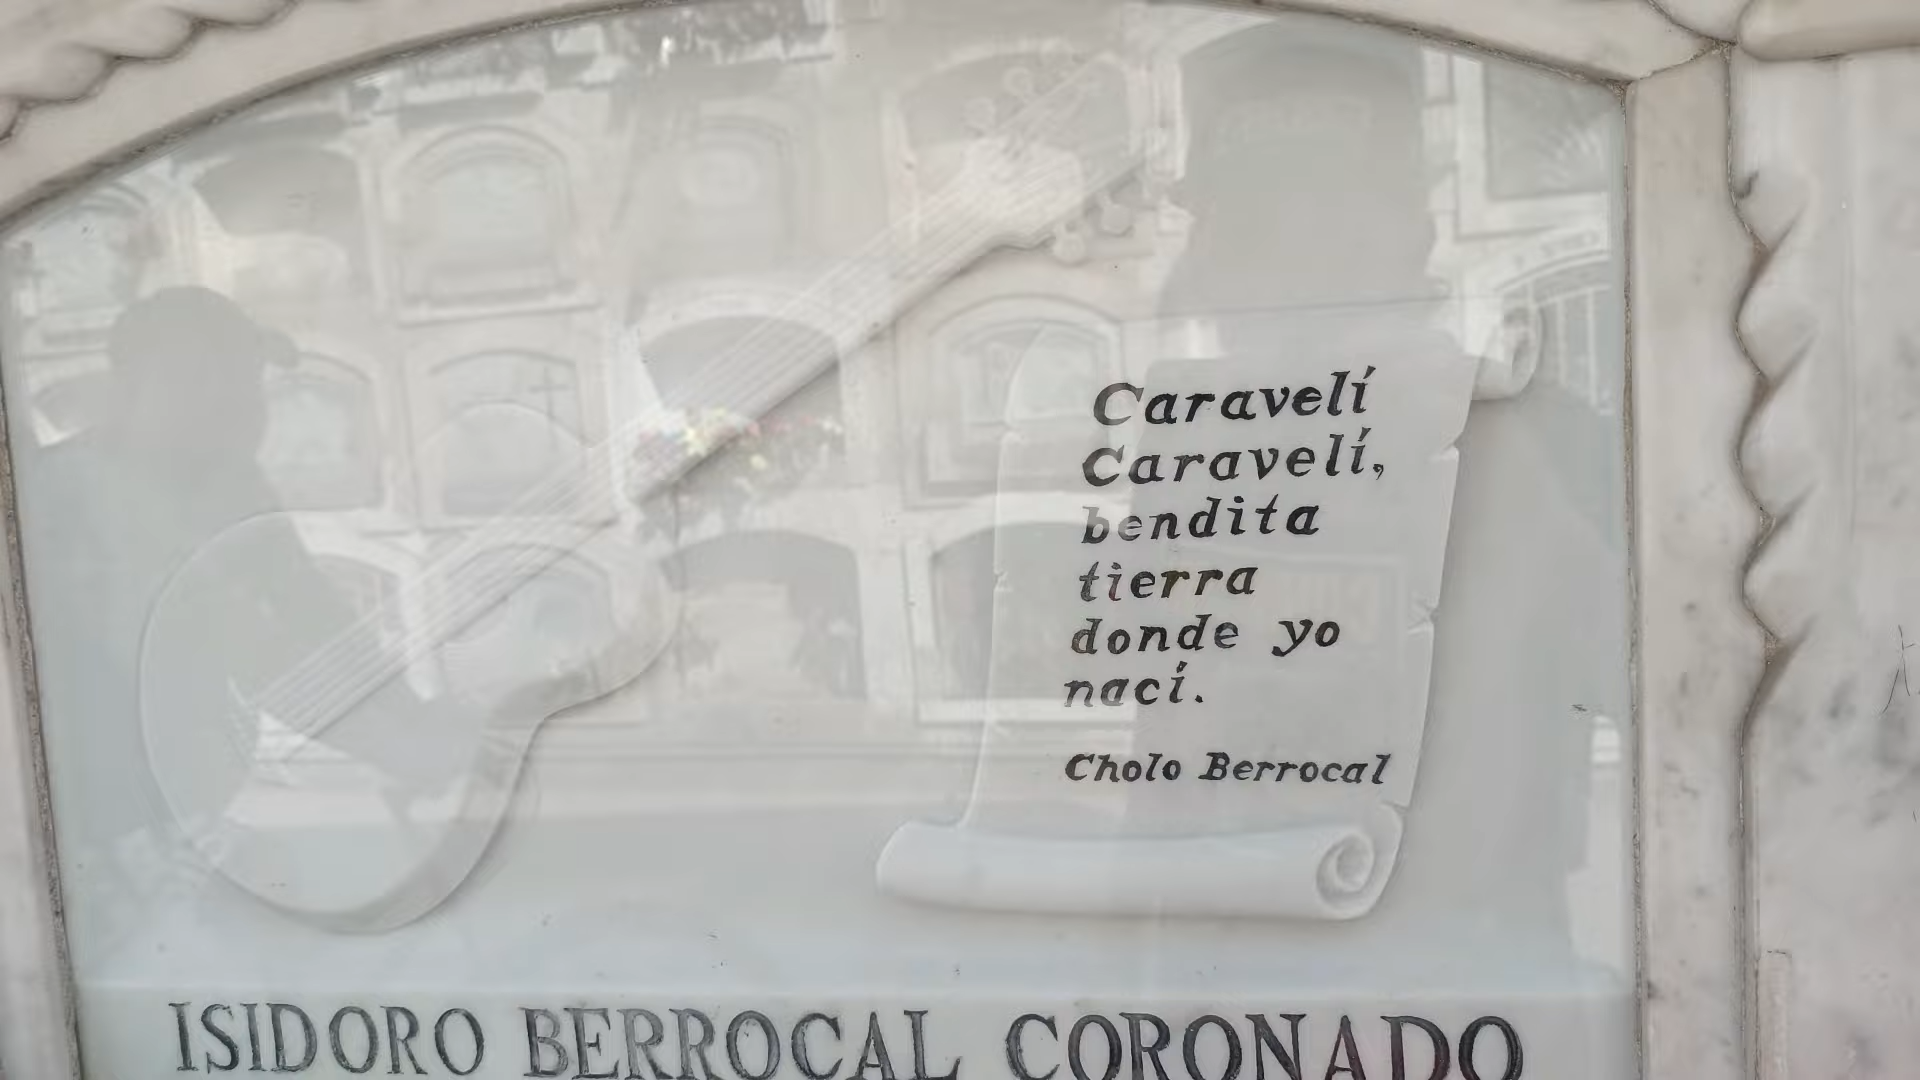 Caravelí
Caravelí,
bendita
tierra
donde yo
nací.
Cholo Berrocal
ISIDORO BERROCAL CORONADO